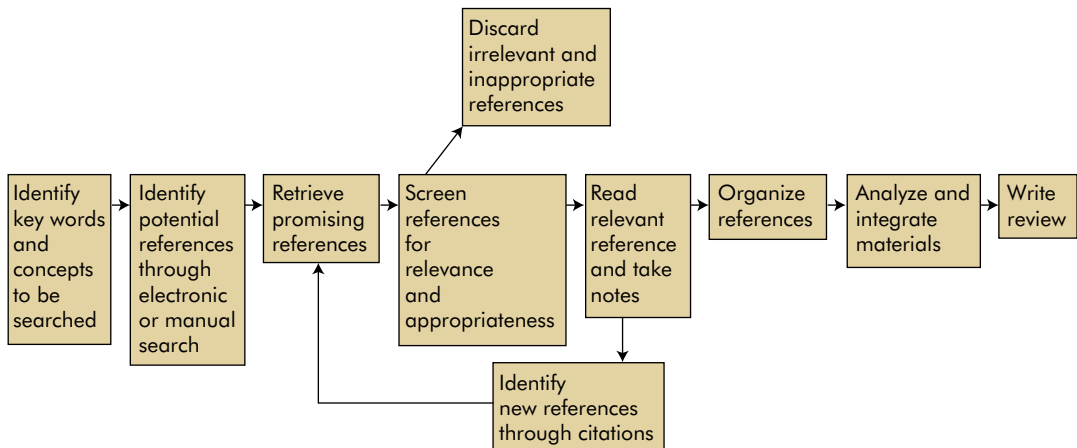 Discard
irrelevant and
inappropriate
references
Identify
key words
and
concepts
to be
searched
Identify
potential
references
through
electronic
or manual
search
Retrieve
promising
references
Screen
references
for
relevance
and
appropriateness
Read
relevant
reference
and take
notes
Organize
references
Analyze and
integrate
materials
Write
review
Identify
new references
through citations